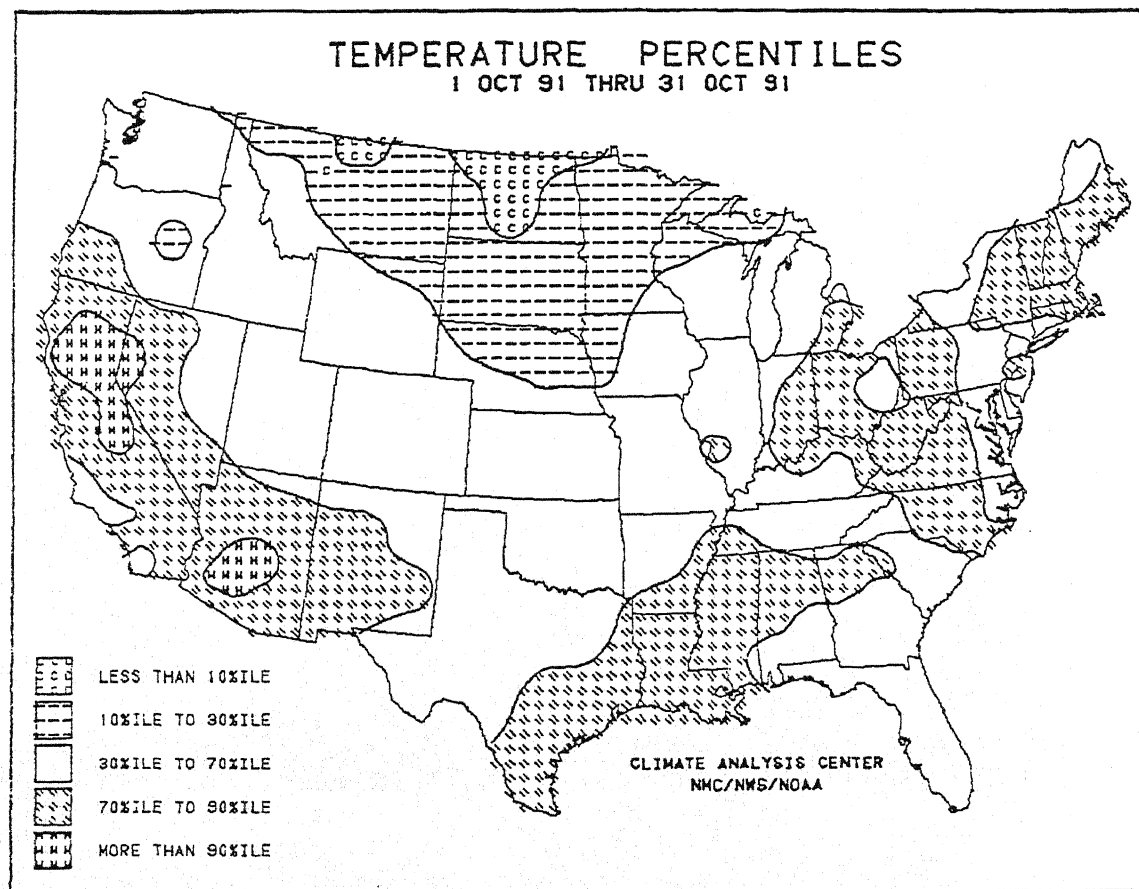 TEMPERATURE PERCENTILES
1 OCT 91 THRU 31 OCT 91
LESS THAN 10%ILE
10%ILE TO 30%ILE
30%ILE TO 70%ILE
70%ILE TO 90%ILE
MORE THAN 90%ILE
CLIMATE ANALYSIS CENTER
NMC/NWS/NOAA